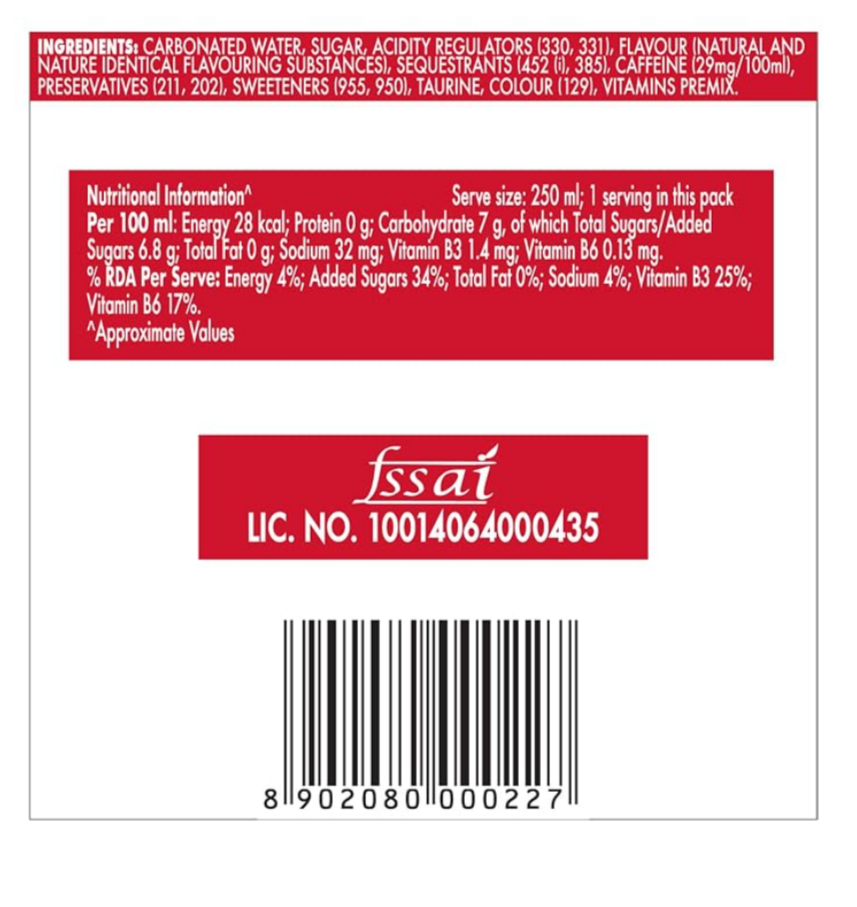 INGREDIENTS: CARBONATED WATER, SUGAR, ACIDITY REGULATORS (330, 331), FLAVOUR (NATURAL AND
NATURE IDENTICAL FLAVOURING SUBSTANCES), SEQUESTRANTS (452 (i), 385), CAFFEINE (29mg/100ml),
PRESERVATIVES (211, 202), SWEETENERS (955, 950), TAURINE, COLOUR (129), VITAMINS PREMIX.
Nutritional Information^ Serve size: 250 ml; 1 serving in this pack
Per 100 ml: Energy 28 kcal; Protein 0 g; Carbohydrate 7 g, of which Total Sugars/Added
Sugars 6.8 g; Total Fat 0 g; Sodium 32 mg; Vitamin B3 1.4 mg; Vitamin B6 0.13 mg.
% RDA Per Serve: Energy 4%; Added Sugars 34%; Total Fat 0%; Sodium 4%; Vitamin B3 25%;
Vitamin B6 17%.
^Approximate Values
fssai
LIC. NO. 10014064000435
8 902080 000227